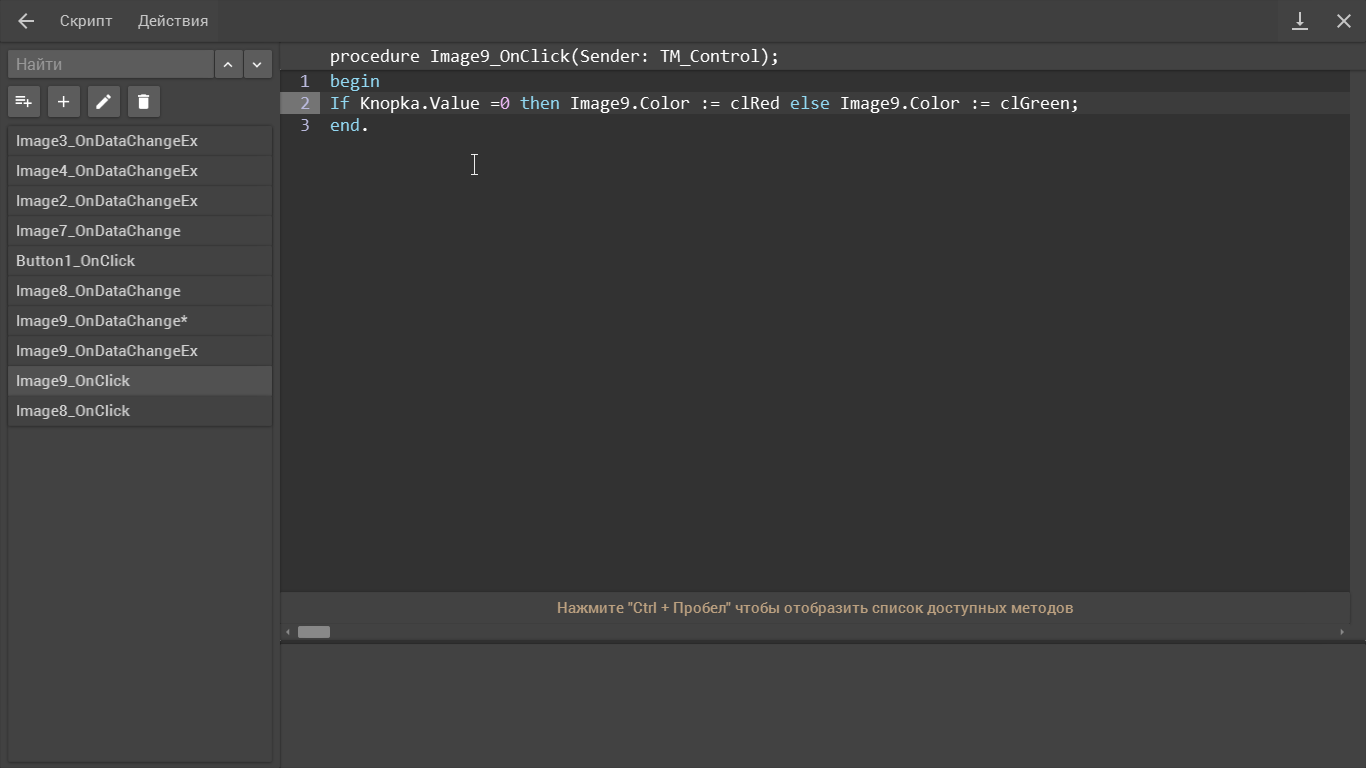 Скрипт Действия
Найти
Image3_OnDataChangeEx
Image4_OnDataChangeEx
Image2_OnDataChangeEx
Image7_OnDataChange
Button1_OnClick
Image8_OnDataChange
Image9_OnDataChange*
Image9_OnDataChangeEx
Image9_OnClick
Image8_OnClick
procedure Image9_OnClick(Sender: TM_Control);
1 begin
2 If Knopka.Value =0 then Image9.Color := clRed else Image9.Color := clGreen;
3 end.
Нажмите "Ctrl + Пробел" чтобы отобразить список доступных методов